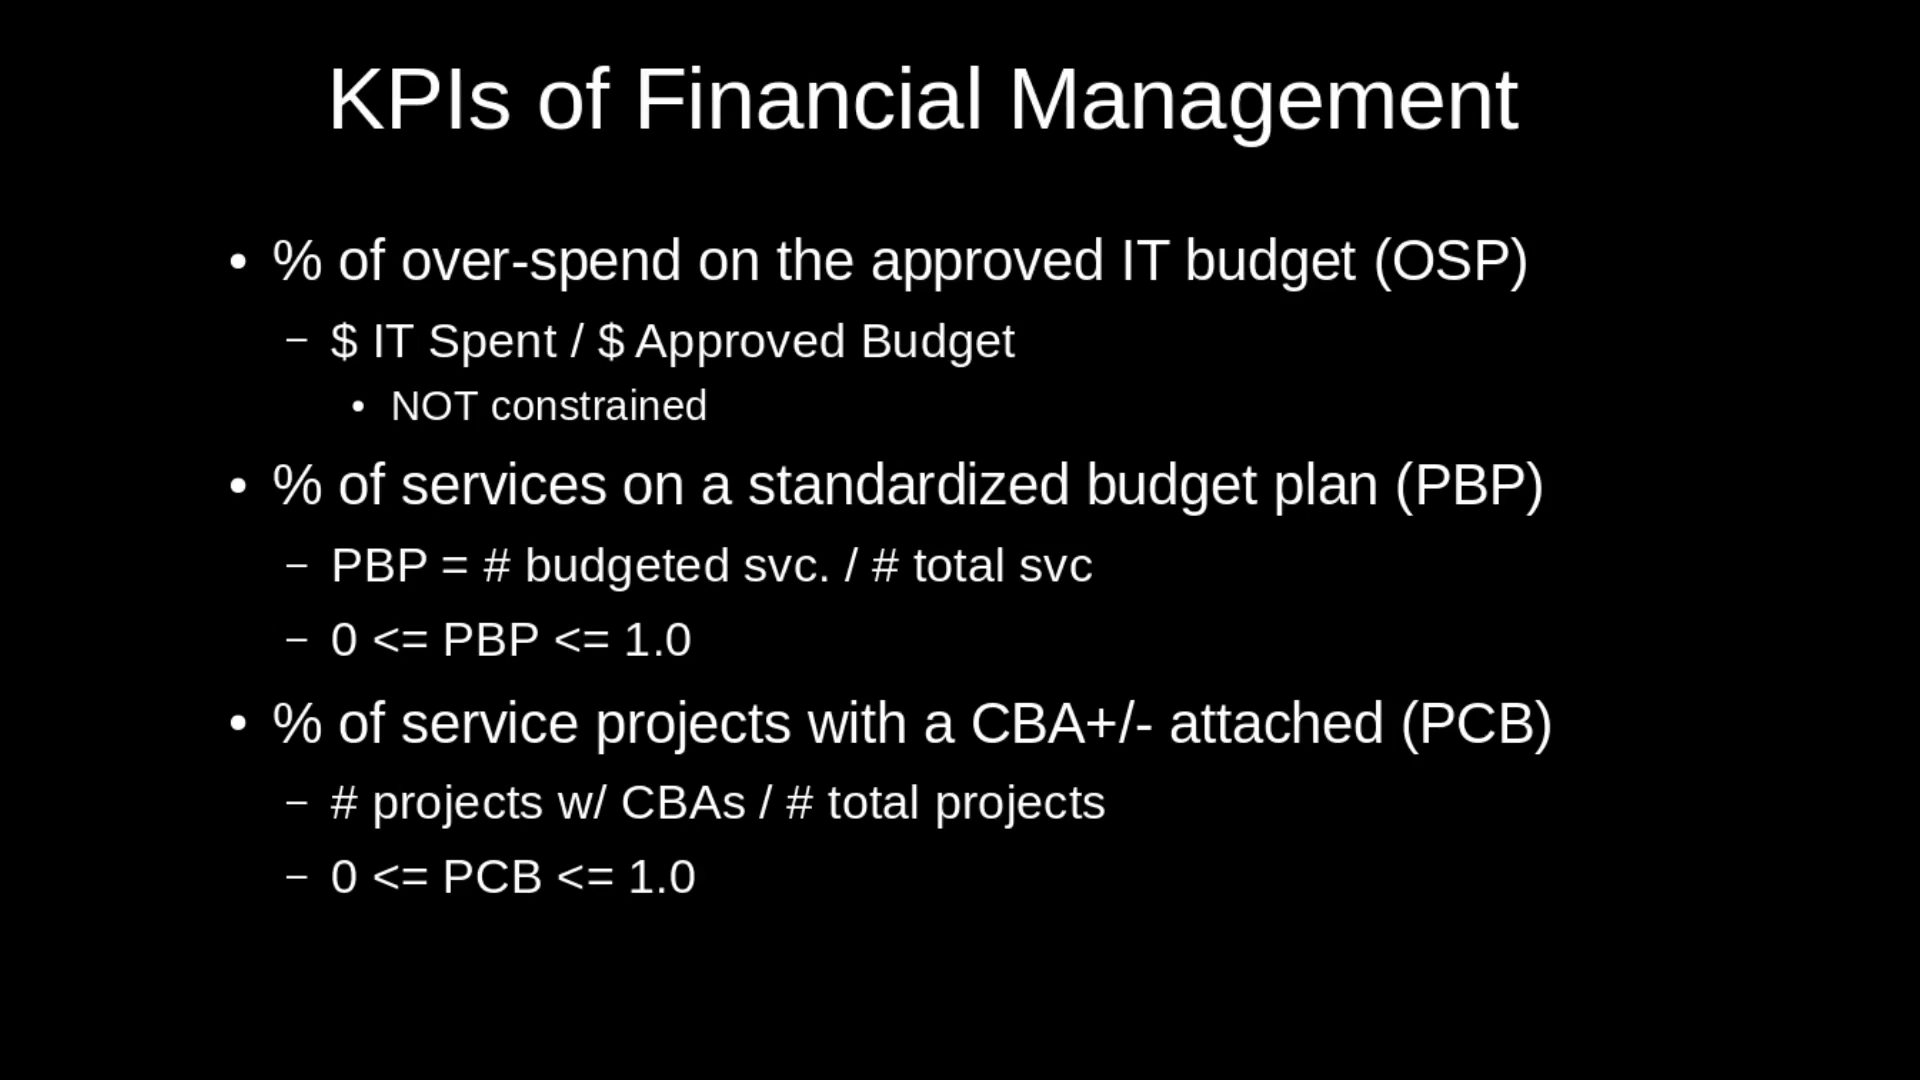 KPIs of Financial Management
• % of over-spend on the approved IT budget (OSP)
– $ IT Spent / $ Approved Budget
• NOT constrained
• % of services on a standardized budget plan (PBP)
– PBP = # budgeted svc. / # total svc
– 0 <= PBP <= 1.0
• % of service projects with a CBA+/- attached (PCB)
– # projects w/ CBAs / # total projects
– 0 <= PCB <= 1.0